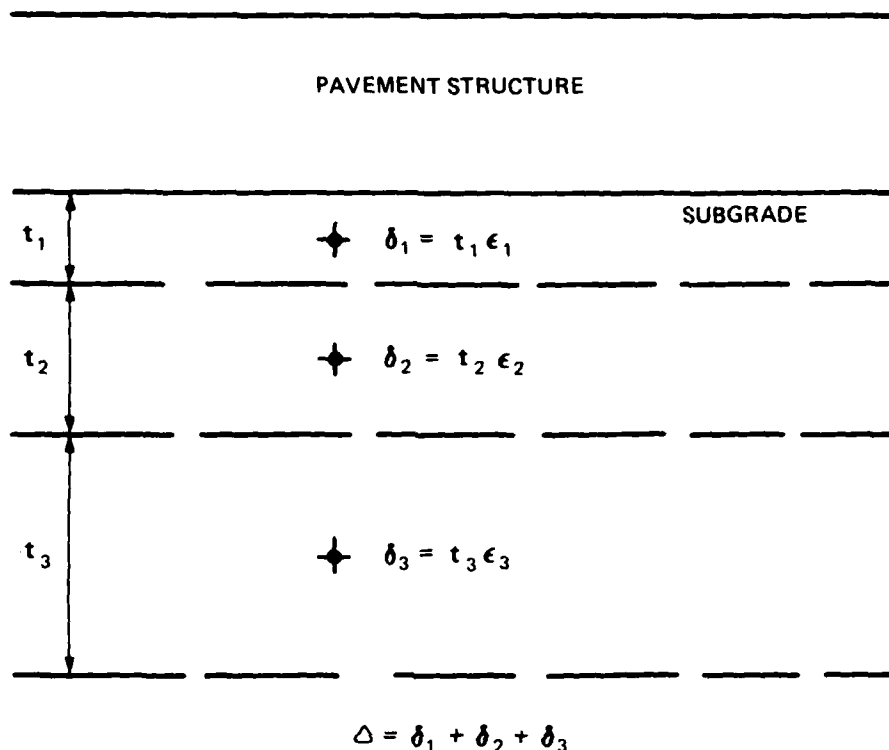 PAVEMENT STRUCTURE
SUBGRADE
t₁
δ₁ = t₁ ϵ₁
t₂
δ₂ = t₂ ϵ₂
t₃
δ₃ = t₃ ϵ₃
Δ = δ₁ + δ₂ + δ₃